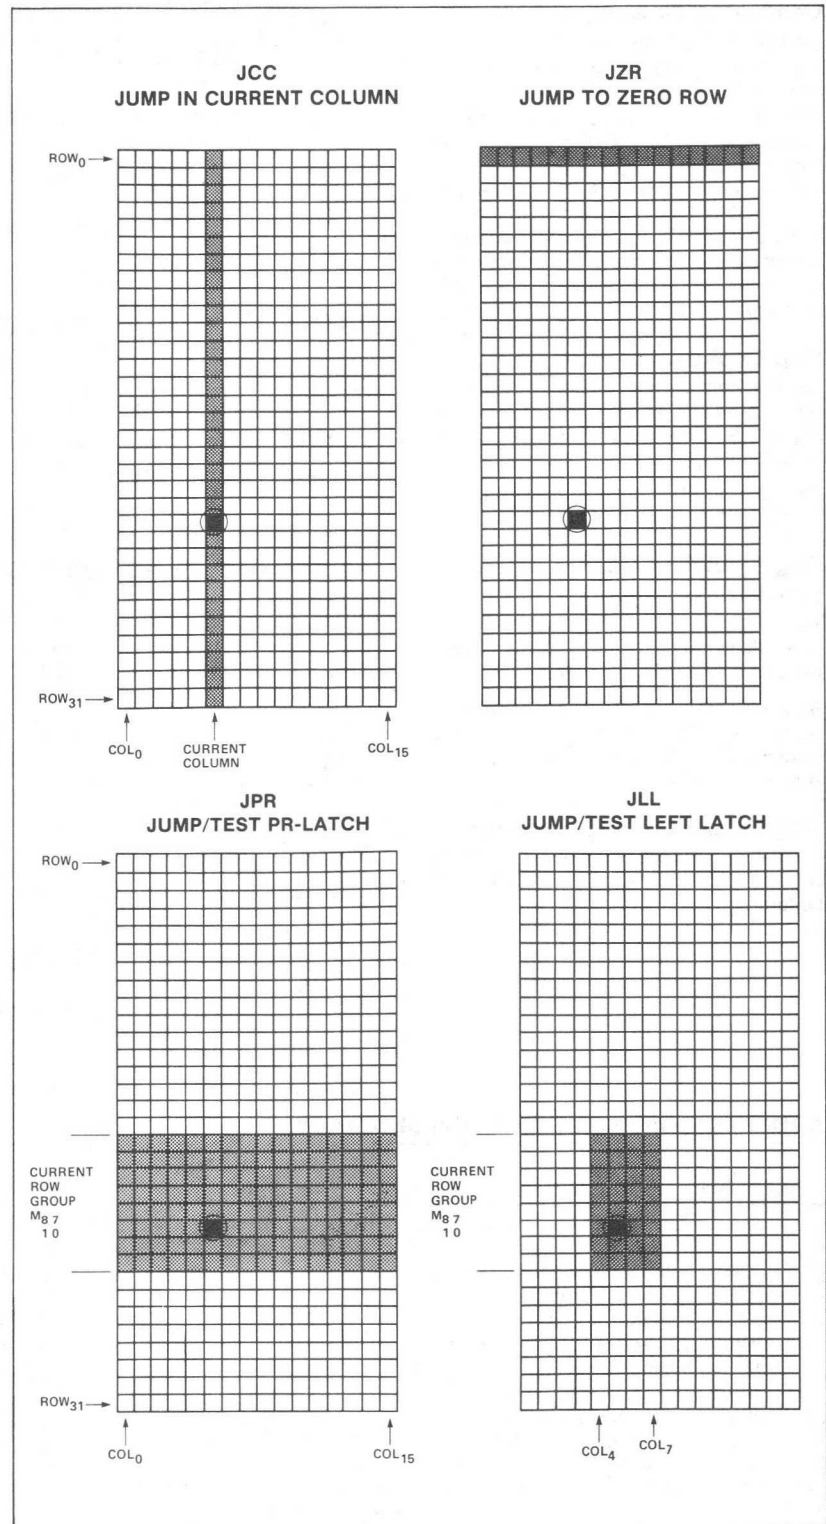 JCC
JUMP IN CURRENT COLUMN
ROW0
ROW31
COL0
CURRENT
COLUMN
COL15
JZR
JUMP TO ZERO ROW
JPR
JUMP/TEST PR-LATCH
ROW0
CURRENT
ROW
GROUP
M8 7
1 0
ROW31
COL0
COL15
JLL
JUMP/TEST LEFT LATCH
CURRENT
ROW
GROUP
M8 7
1 0
COL4
COL7